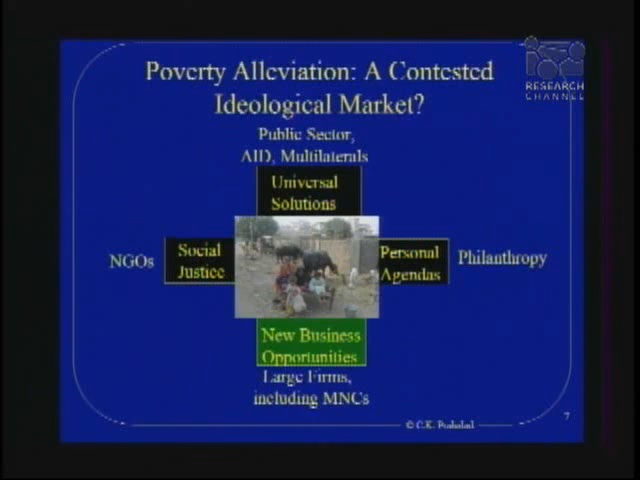 Poverty Alleviation: A Contested
Ideological Market?
RESEARCH
CHANNEL
Public Sector,
AID, Multilaterals
Universal
Solutions
NGOs
Social
Justice
Personal
Agendas
Philanthropy
New Business
Opportunities
Large Firms,
including MNCs
© C.K. Prahalad
7